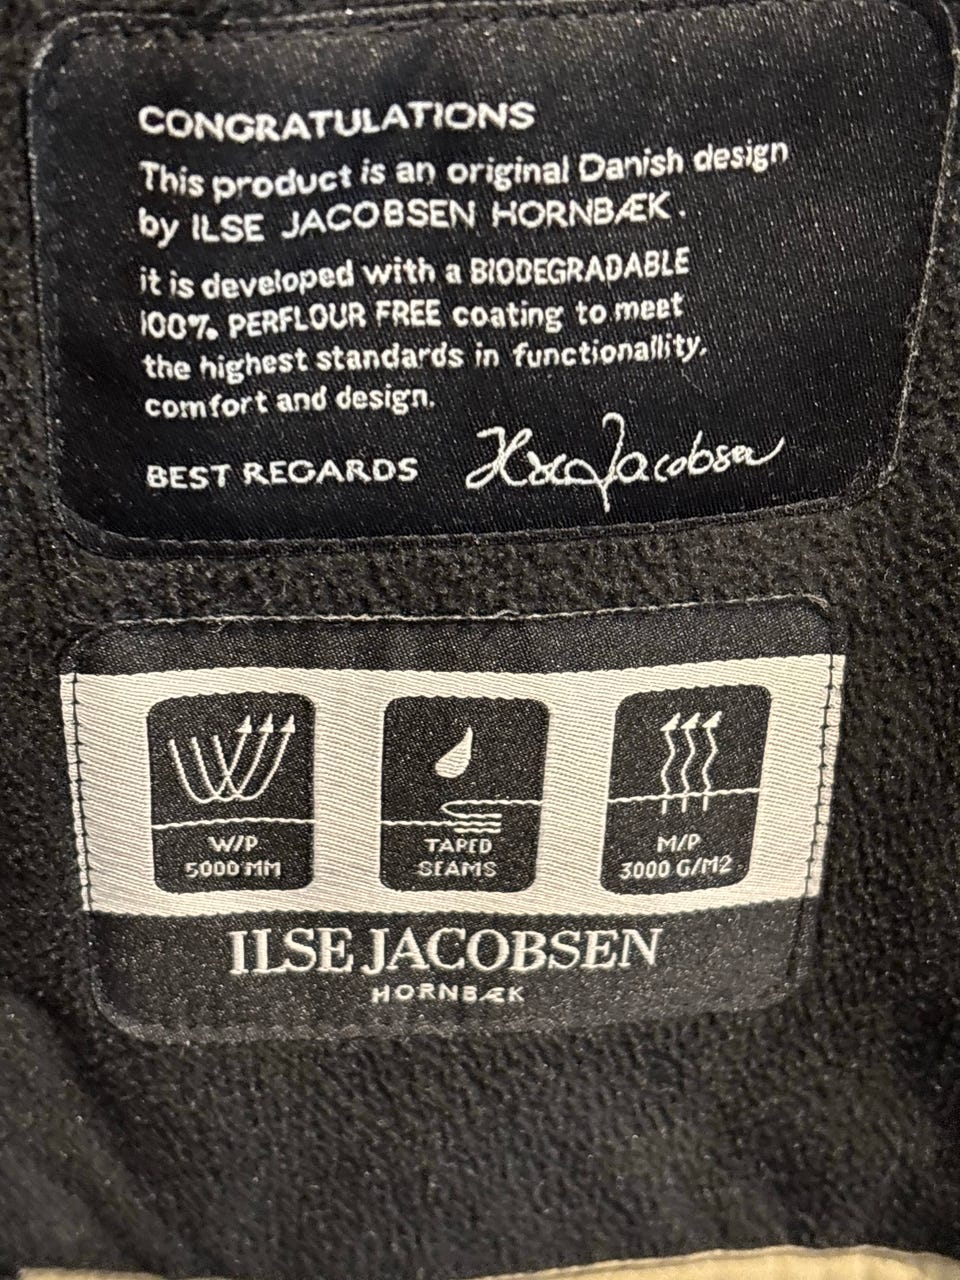 CONGRATULATIONS
This product is an original Danish design
by ILSE JACOBSEN HORNBÆK.
it is developed with a BIODEGRADABLE
100% PERFLOUR FREE coating to meet
the highest standards in functionallity,
comfort and design.
BEST REGARDS Ilse Jacobsen
W/P
5000 MM
TAPED
SEAMS
M/P
3000 G/M2
ILSE JACOBSEN
HORNBÆK